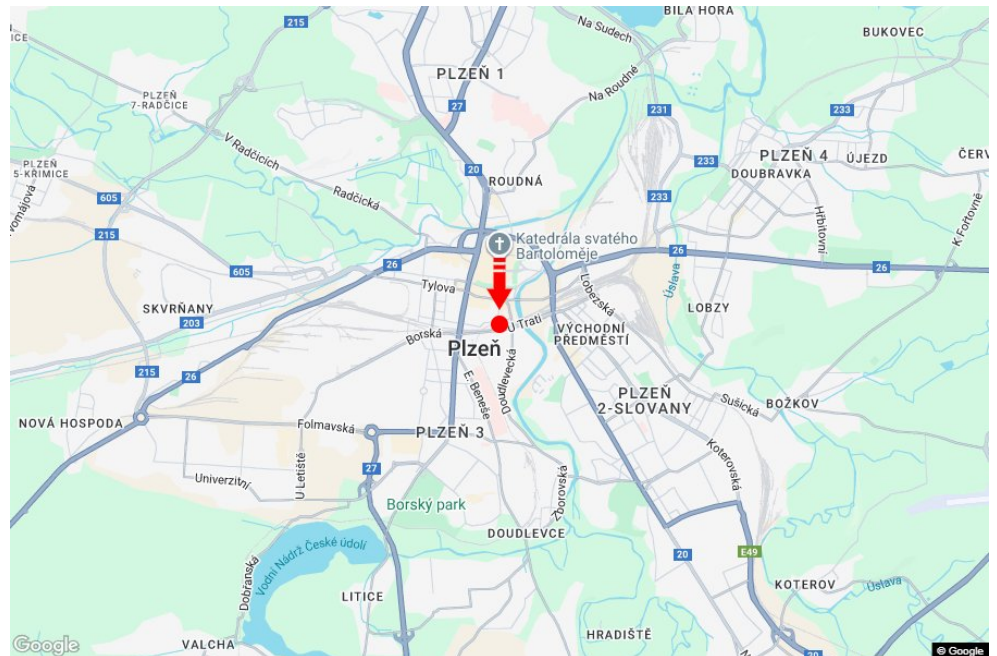 BÍLÁ HORA
215
Na Sudech
BUKOVEC
PLZEŇ 1
PLZEŇ
7-RADČICE
27
Na Roudné
231
233
V Radčicích
20
233
PLZEŇ 4
ÚJEZD
PLZEŇ
5-KŘIMICE
ROUDNÁ
DOUBRAVKA
605
Radčická
233
Hřbitovní
K Fořtovně
215
Katedrála svatého
Bartoloměje
26
26
26
605
Tylova
Lobezská
Úslava
SKVRŇANY
203
LOBZY
Borská
U Trati
VÝCHODNÍ
PŘEDMĚSTÍ
Plzeň
215
26
E. Beneše
Doudlevecká
PLZEŇ
2-SLOVANY
Sušická
BOŽKOV
NOVÁ HOSPODA
Folmavská
PLZEŇ 3
Koterovská
27
U Letiště
Univerzitní
Borský park
Zborovská
DOUDLEVCE
20
E49
Vodní Nádrž České údolí
Dobřanská
KOTEROV
Úslava
LITICE
HRADIŠTĚ
VALCHA
Google
© Google